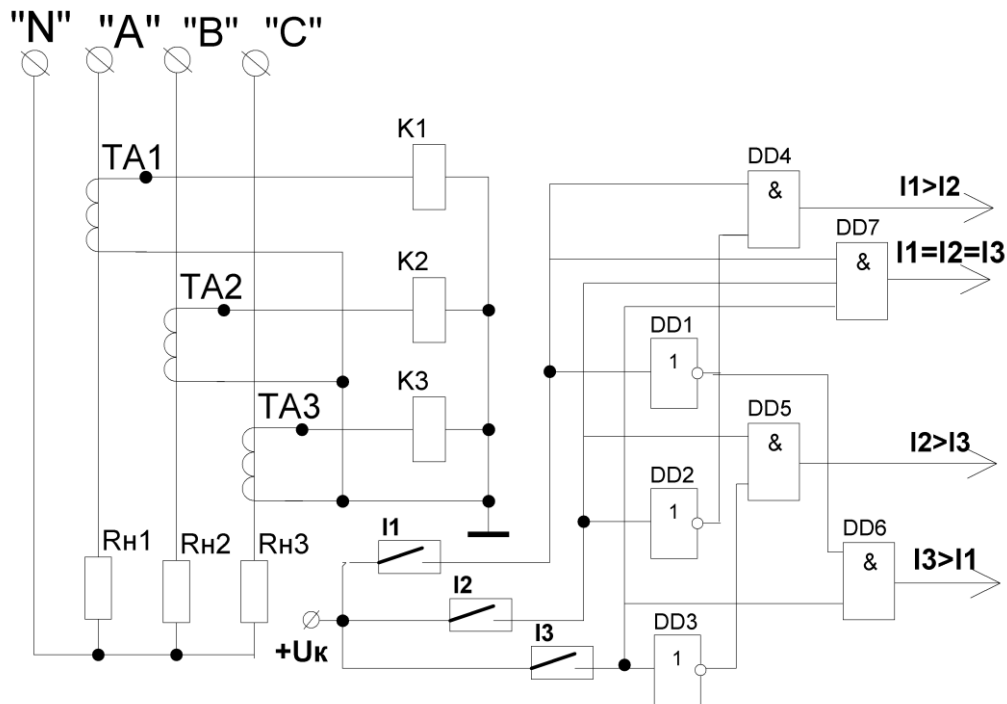 "N" "A" "B" "C"
K1
TA1
DD4
&
I1>I2
DD7
&
I1=I2=I3
K2
TA2
DD1
1
K3
TA3
DD5
&
I2>I3
DD2
1
Rн1
Rн2
Rн3
I1
DD6
&
I3>I1
I2
+Uк
I3
DD3
1